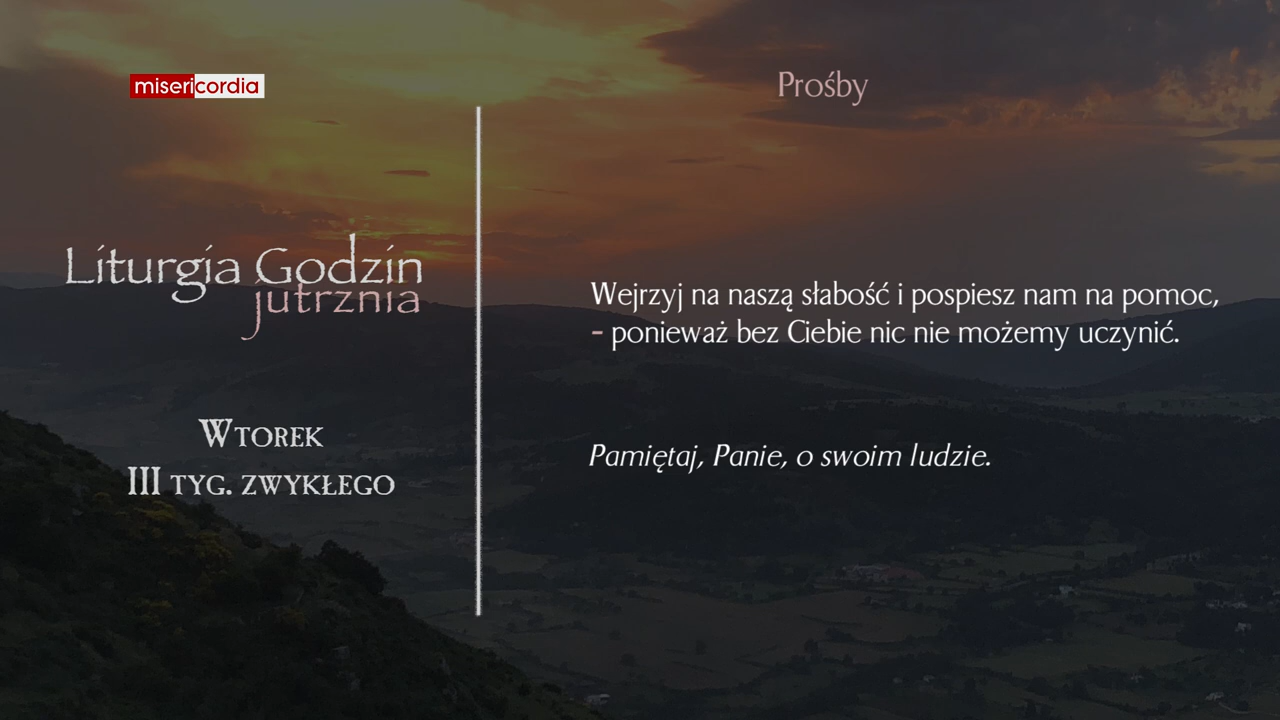 misericordia
Liturgia Godzin
jutrznia
Wtorek
III tyg. zwykłego
Prośby
Wejrzyj na naszą słabość i pospiesz nam na pomoc,
- ponieważ bez Ciebie nic nie możemy uczynić.
Pamiętaj, Panie, o swoim ludzie.